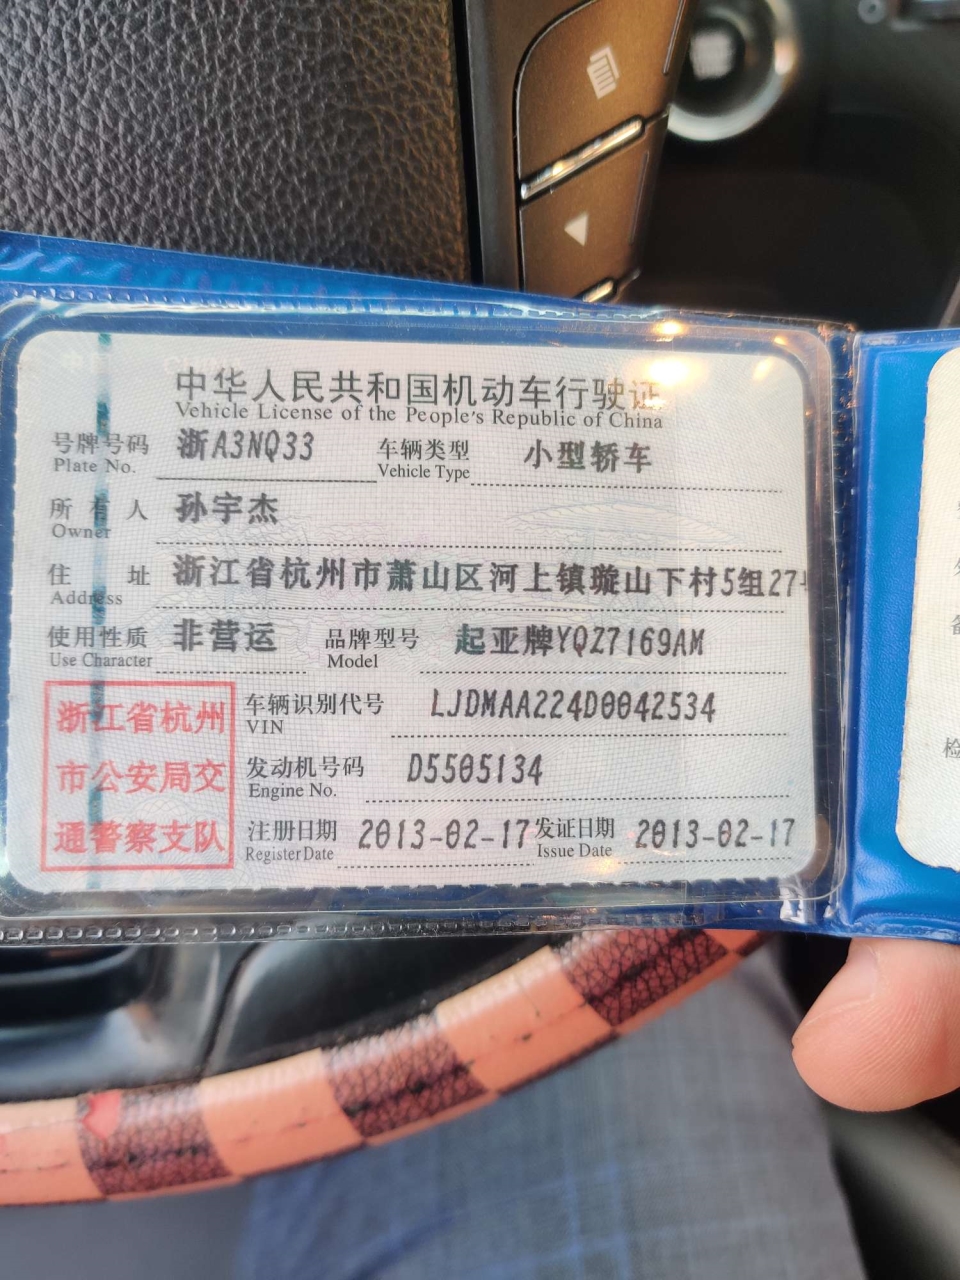 中华人民共和国机动车行驶证
Vehicle License of the People's Republic of China
号牌号码 浙A3NQ33 车辆类型 小型轿车
Plate No. Vehicle Type
所有人 孙宇杰
Owner
住址 浙江省杭州市萧山区河上镇璇山下村5组27号
Address
使用性质 非营运 品牌型号 起亚牌YQZ7169AM
Use Character Model
浙江省杭州
市公安局交
通警察支队
车辆识别代号 LJDMAA224D0042534
VIN
发动机号码 D5505134
Engine No.
注册日期 2013-02-17 发证日期 2013-02-17
Register Date Issue Date
检